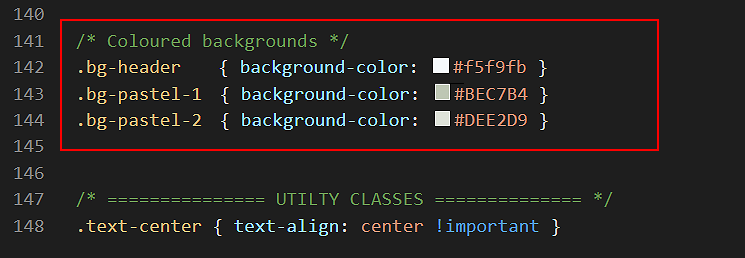 140
141 /* Coloured backgrounds */
142 .bg-header { background-color: #f5f9fb }
143 .bg-pastel-1 { background-color: #BEC7B4 }
144 .bg-pastel-2 { background-color: #DEE2D9 }
145
146
147 /* =============== UTILTY CLASSES ============== */
148 .text-center { text-align: center !important }